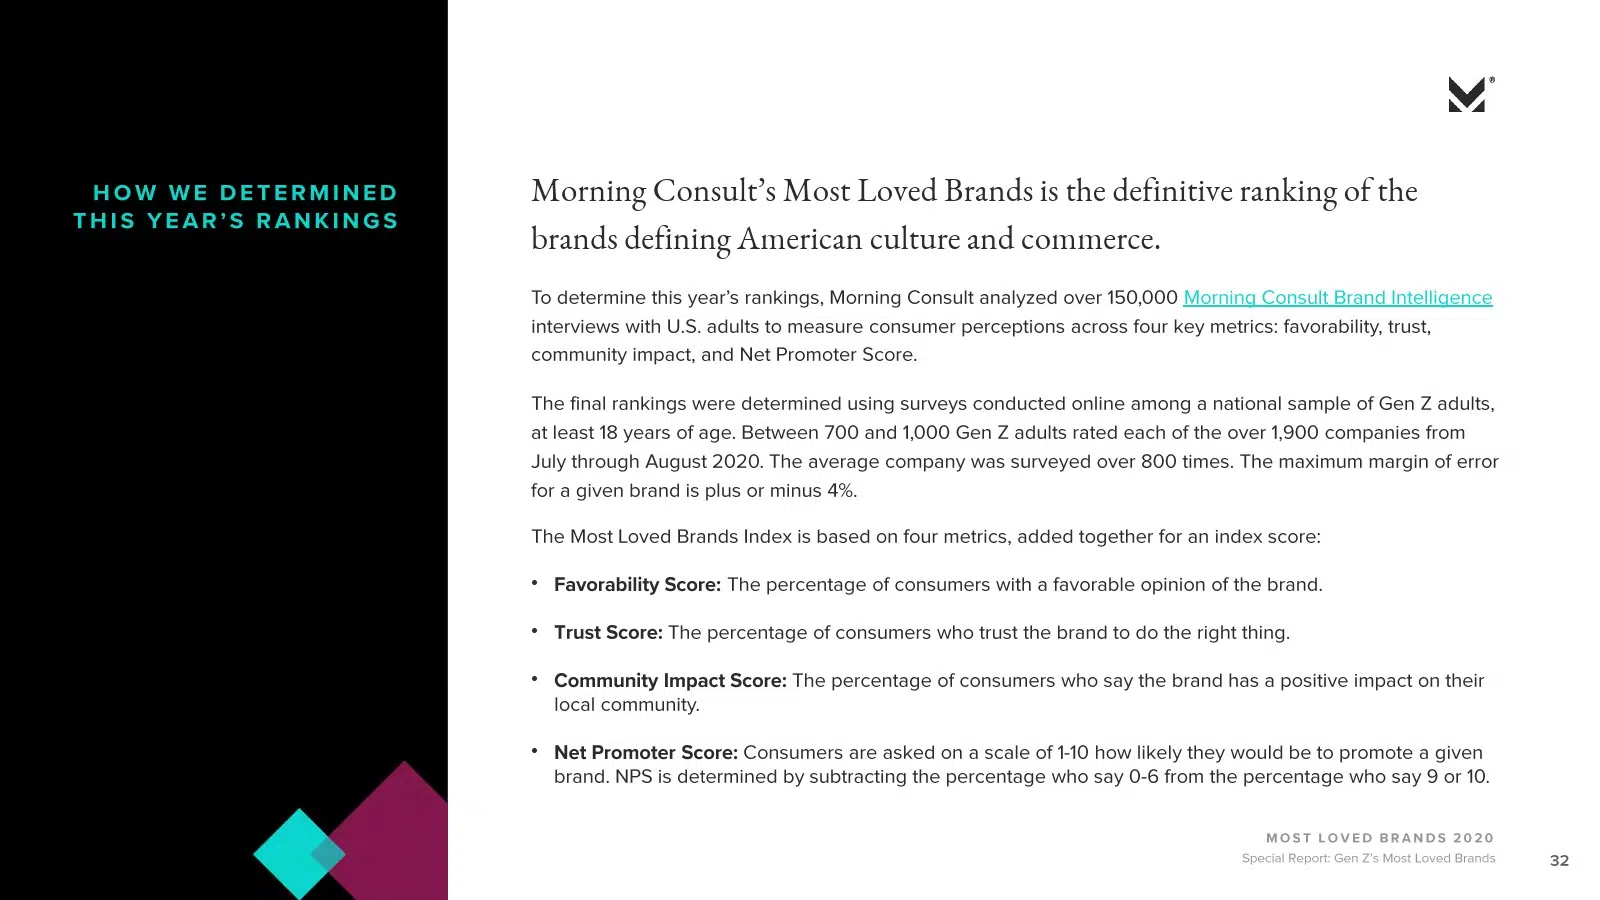 HOW WE DETERMINED
THIS YEAR’S RANKINGS
®
Morning Consult’s Most Loved Brands is the definitive ranking of the
brands defining American culture and commerce.
To determine this year’s rankings, Morning Consult analyzed over 150,000 Morning Consult Brand Intelligence
interviews with U.S. adults to measure consumer perceptions across four key metrics: favorability, trust,
community impact, and Net Promoter Score.
The final rankings were determined using surveys conducted online among a national sample of Gen Z adults,
at least 18 years of age. Between 700 and 1,000 Gen Z adults rated each of the over 1,900 companies from
July through August 2020. The average company was surveyed over 800 times. The maximum margin of error
for a given brand is plus or minus 4%.
The Most Loved Brands Index is based on four metrics, added together for an index score:
• Favorability Score: The percentage of consumers with a favorable opinion of the brand.
• Trust Score: The percentage of consumers who trust the brand to do the right thing.
• Community Impact Score: The percentage of consumers who say the brand has a positive impact on their
local community.
• Net Promoter Score: Consumers are asked on a scale of 1-10 how likely they would be to promote a given
brand. NPS is determined by subtracting the percentage who say 0-6 from the percentage who say 9 or 10.
MOST LOVED BRANDS 2020
Special Report: Gen Z’s Most Loved Brands
32